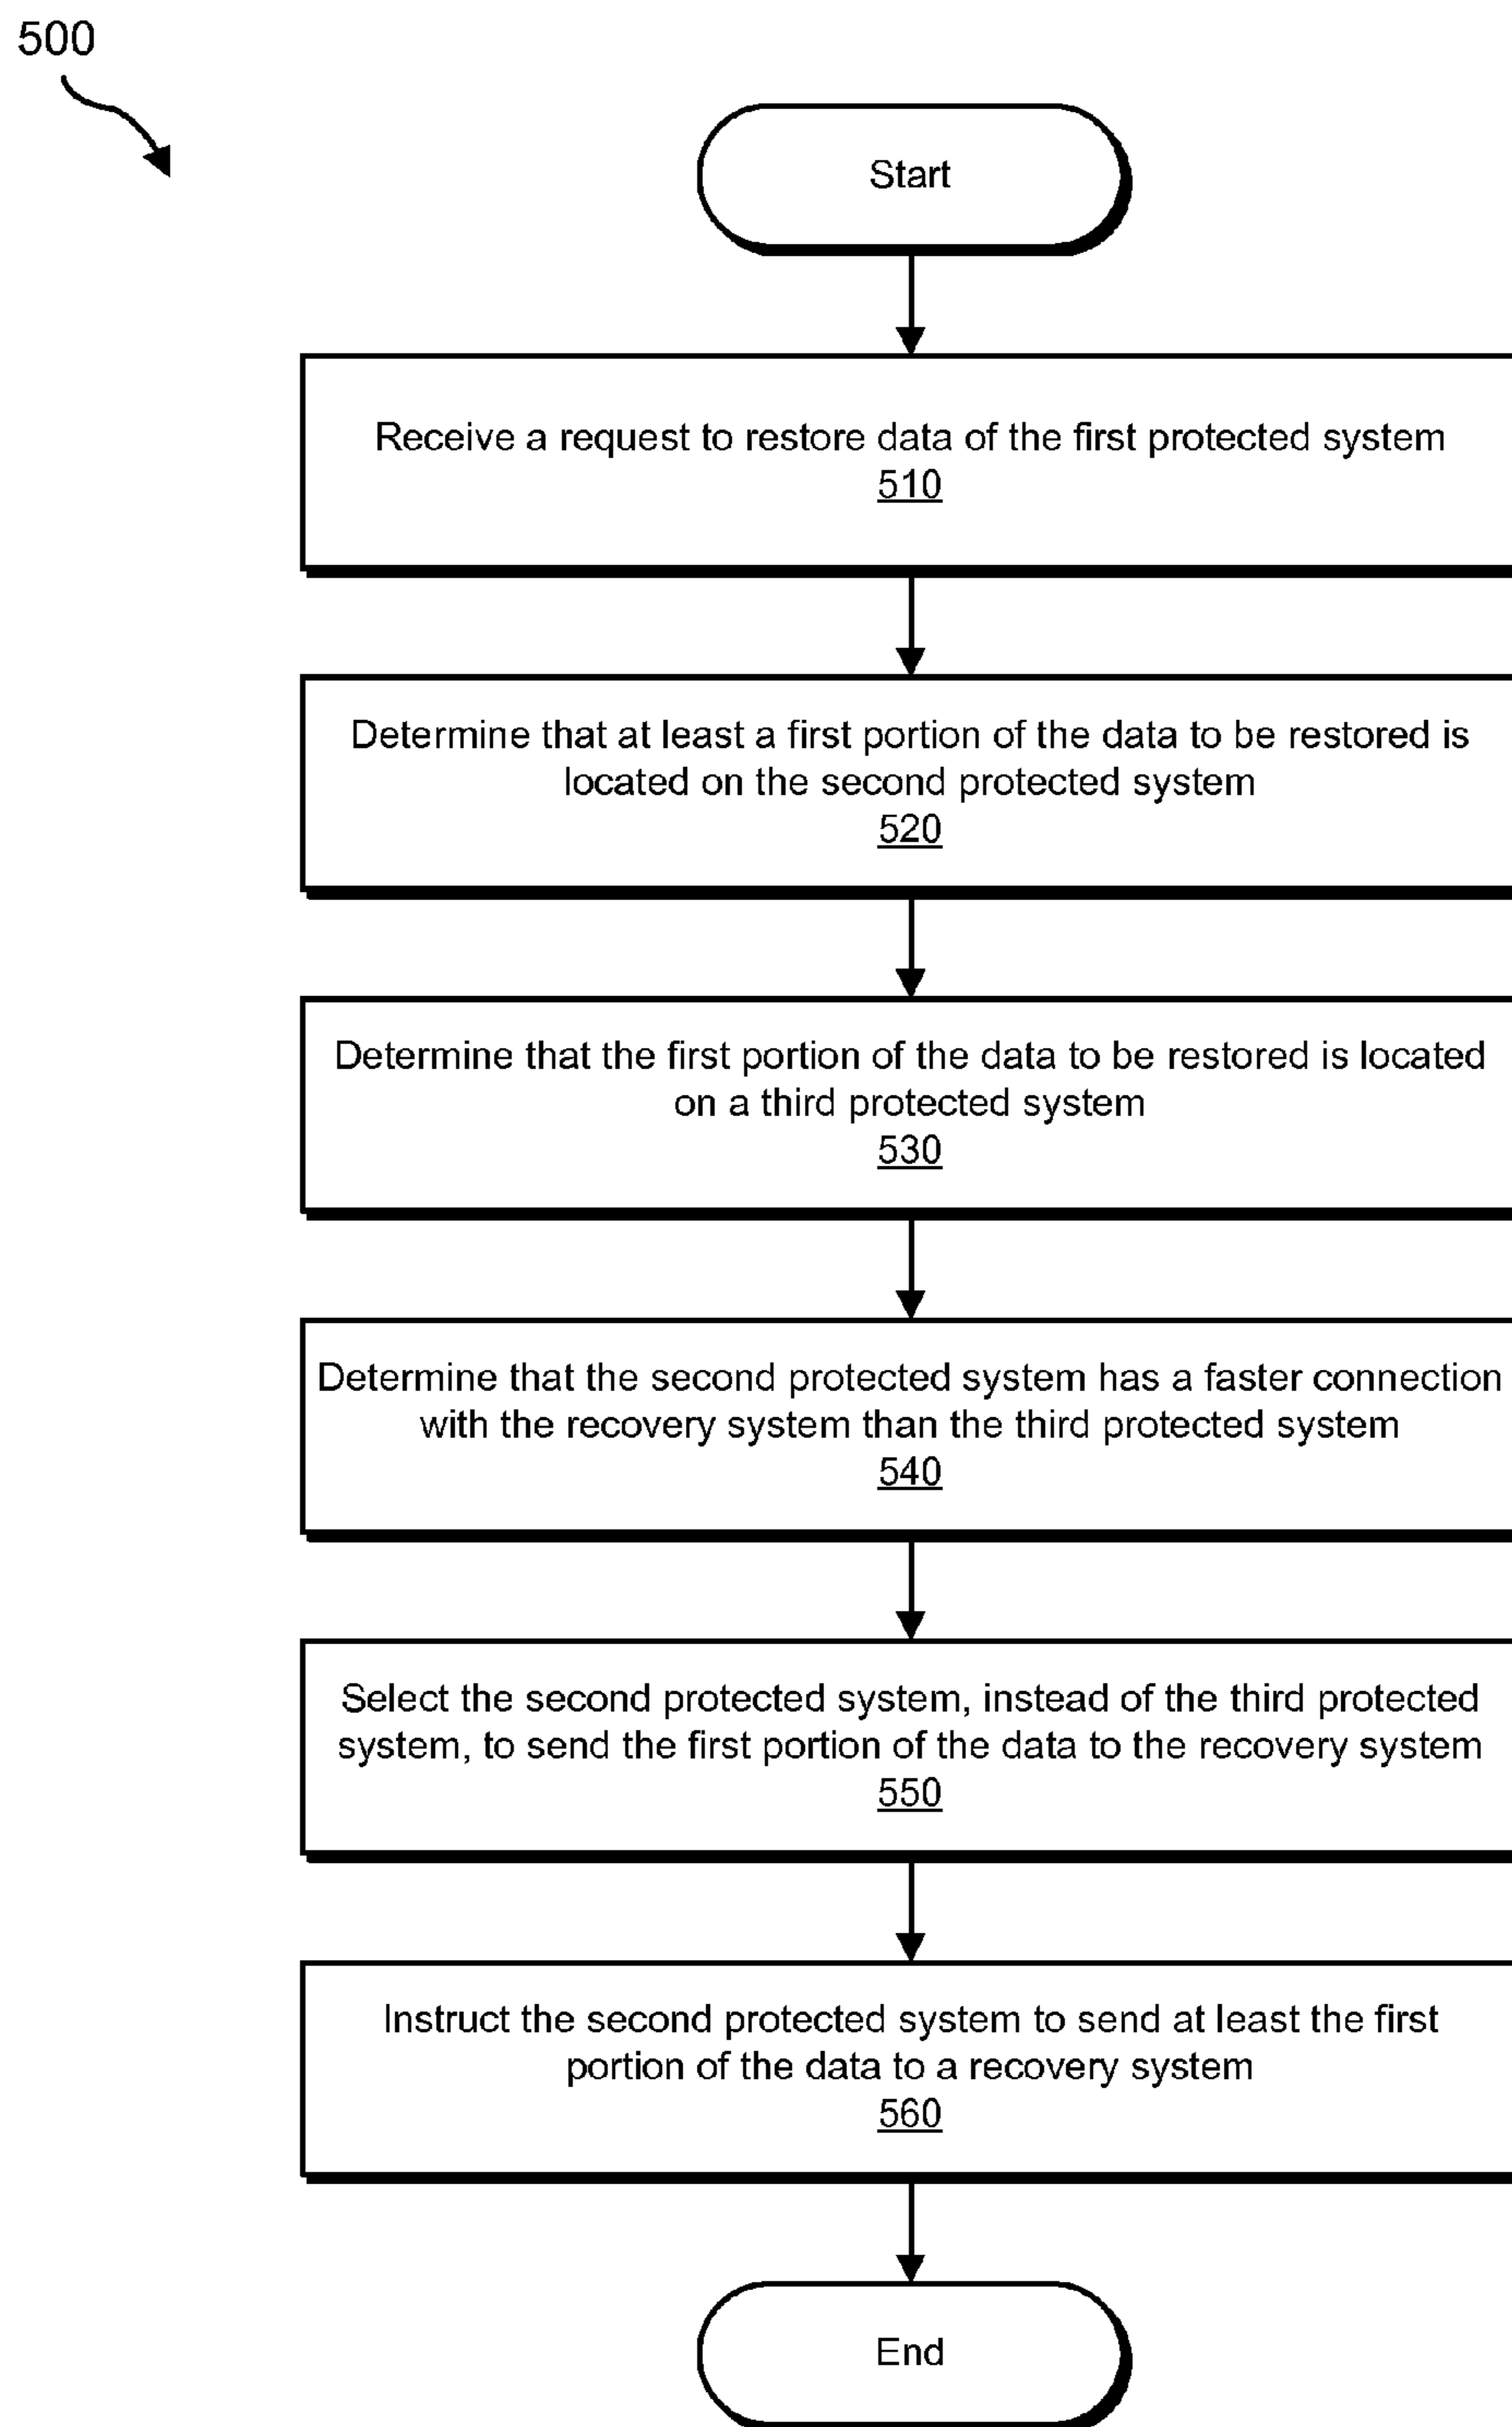 500
Start
Receive a request to restore data of the first protected system
510
Determine that at least a first portion of the data to be restored is
located on the second protected system
520
Determine that the first portion of the data to be restored is located
on a third protected system
530
Determine that the second protected system has a faster connection
with the recovery system than the third protected system
540
Select the second protected system, instead of the third protected
system, to send the first portion of the data to the recovery system
550
Instruct the second protected system to send at least the first
portion of the data to a recovery system
560
End